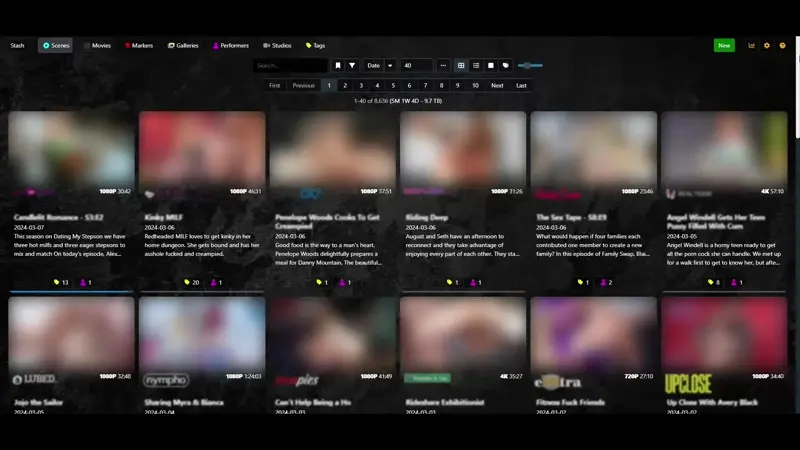 Stash Scenes Movies Markers Galleries Performers Studios Tags New
Search... Date 40
First Previous 1 2 3 4 5 6 7 8 9 10 Next Last
1-40 of 8,636 (5M 1W 4D - 9.7 TB)
1080P 30:42
1080P 46:31
1080P 37:51
1080P 31:26
1080P 23:46
4K 57:10
Candlelit Romance - S3:E2
2024-03-07
This season on Dating My Stepson we have
three hot milfs and three eager stepsons to
mix and match On today's episode, Alex...
13 1
Kinky MILF
2024-03-06
Redheaded MILF loves to get kinky in her
home dungeon. She gets bound and has her
asshole fucked and creampied.
20 1
Penelope Woods Cooks To Get
Creampied
2024-03-06
Good food is the way to a man's heart.
Penelope Woods delightfully prepares a
meal for Danny Mountain. The beautiful...
1 1
Riding Deep
2024-03-06
August and Seth have an afternoon to
reconnect and they take advantage of
enjoying every part of each other. They sta...
1 1
The Sex Tape - S8:E9
2024-03-06
What would happen if four families each
contributed one member to create a new
family? In this episode of Family Swap, Blai...
1 2
Angel Windell Gets Her Teen
Pussy Filled With Cum
2024-03-05
Angel Windell is a horny teen ready to get
all the porn cock she can handle. We met up
for a walk first to get to know her, but afte...
8 1
LUBED. 1080P 32:48
nympho 1080P 1:24:03
1080P 41:49
4K 35:27
720P 27:10
UPCLOSE 1080P 34:40
Jojo the Sailor
2024-03-05
Sharing Myra & Bianca
2024-03-04
Can't Help Being a Ho
2024-03-03
Rideshare Exhibitionist
2024-03-03
Fitness Fuck Friends
2024-03-02
Up Close With Avery Black
2024-03-02